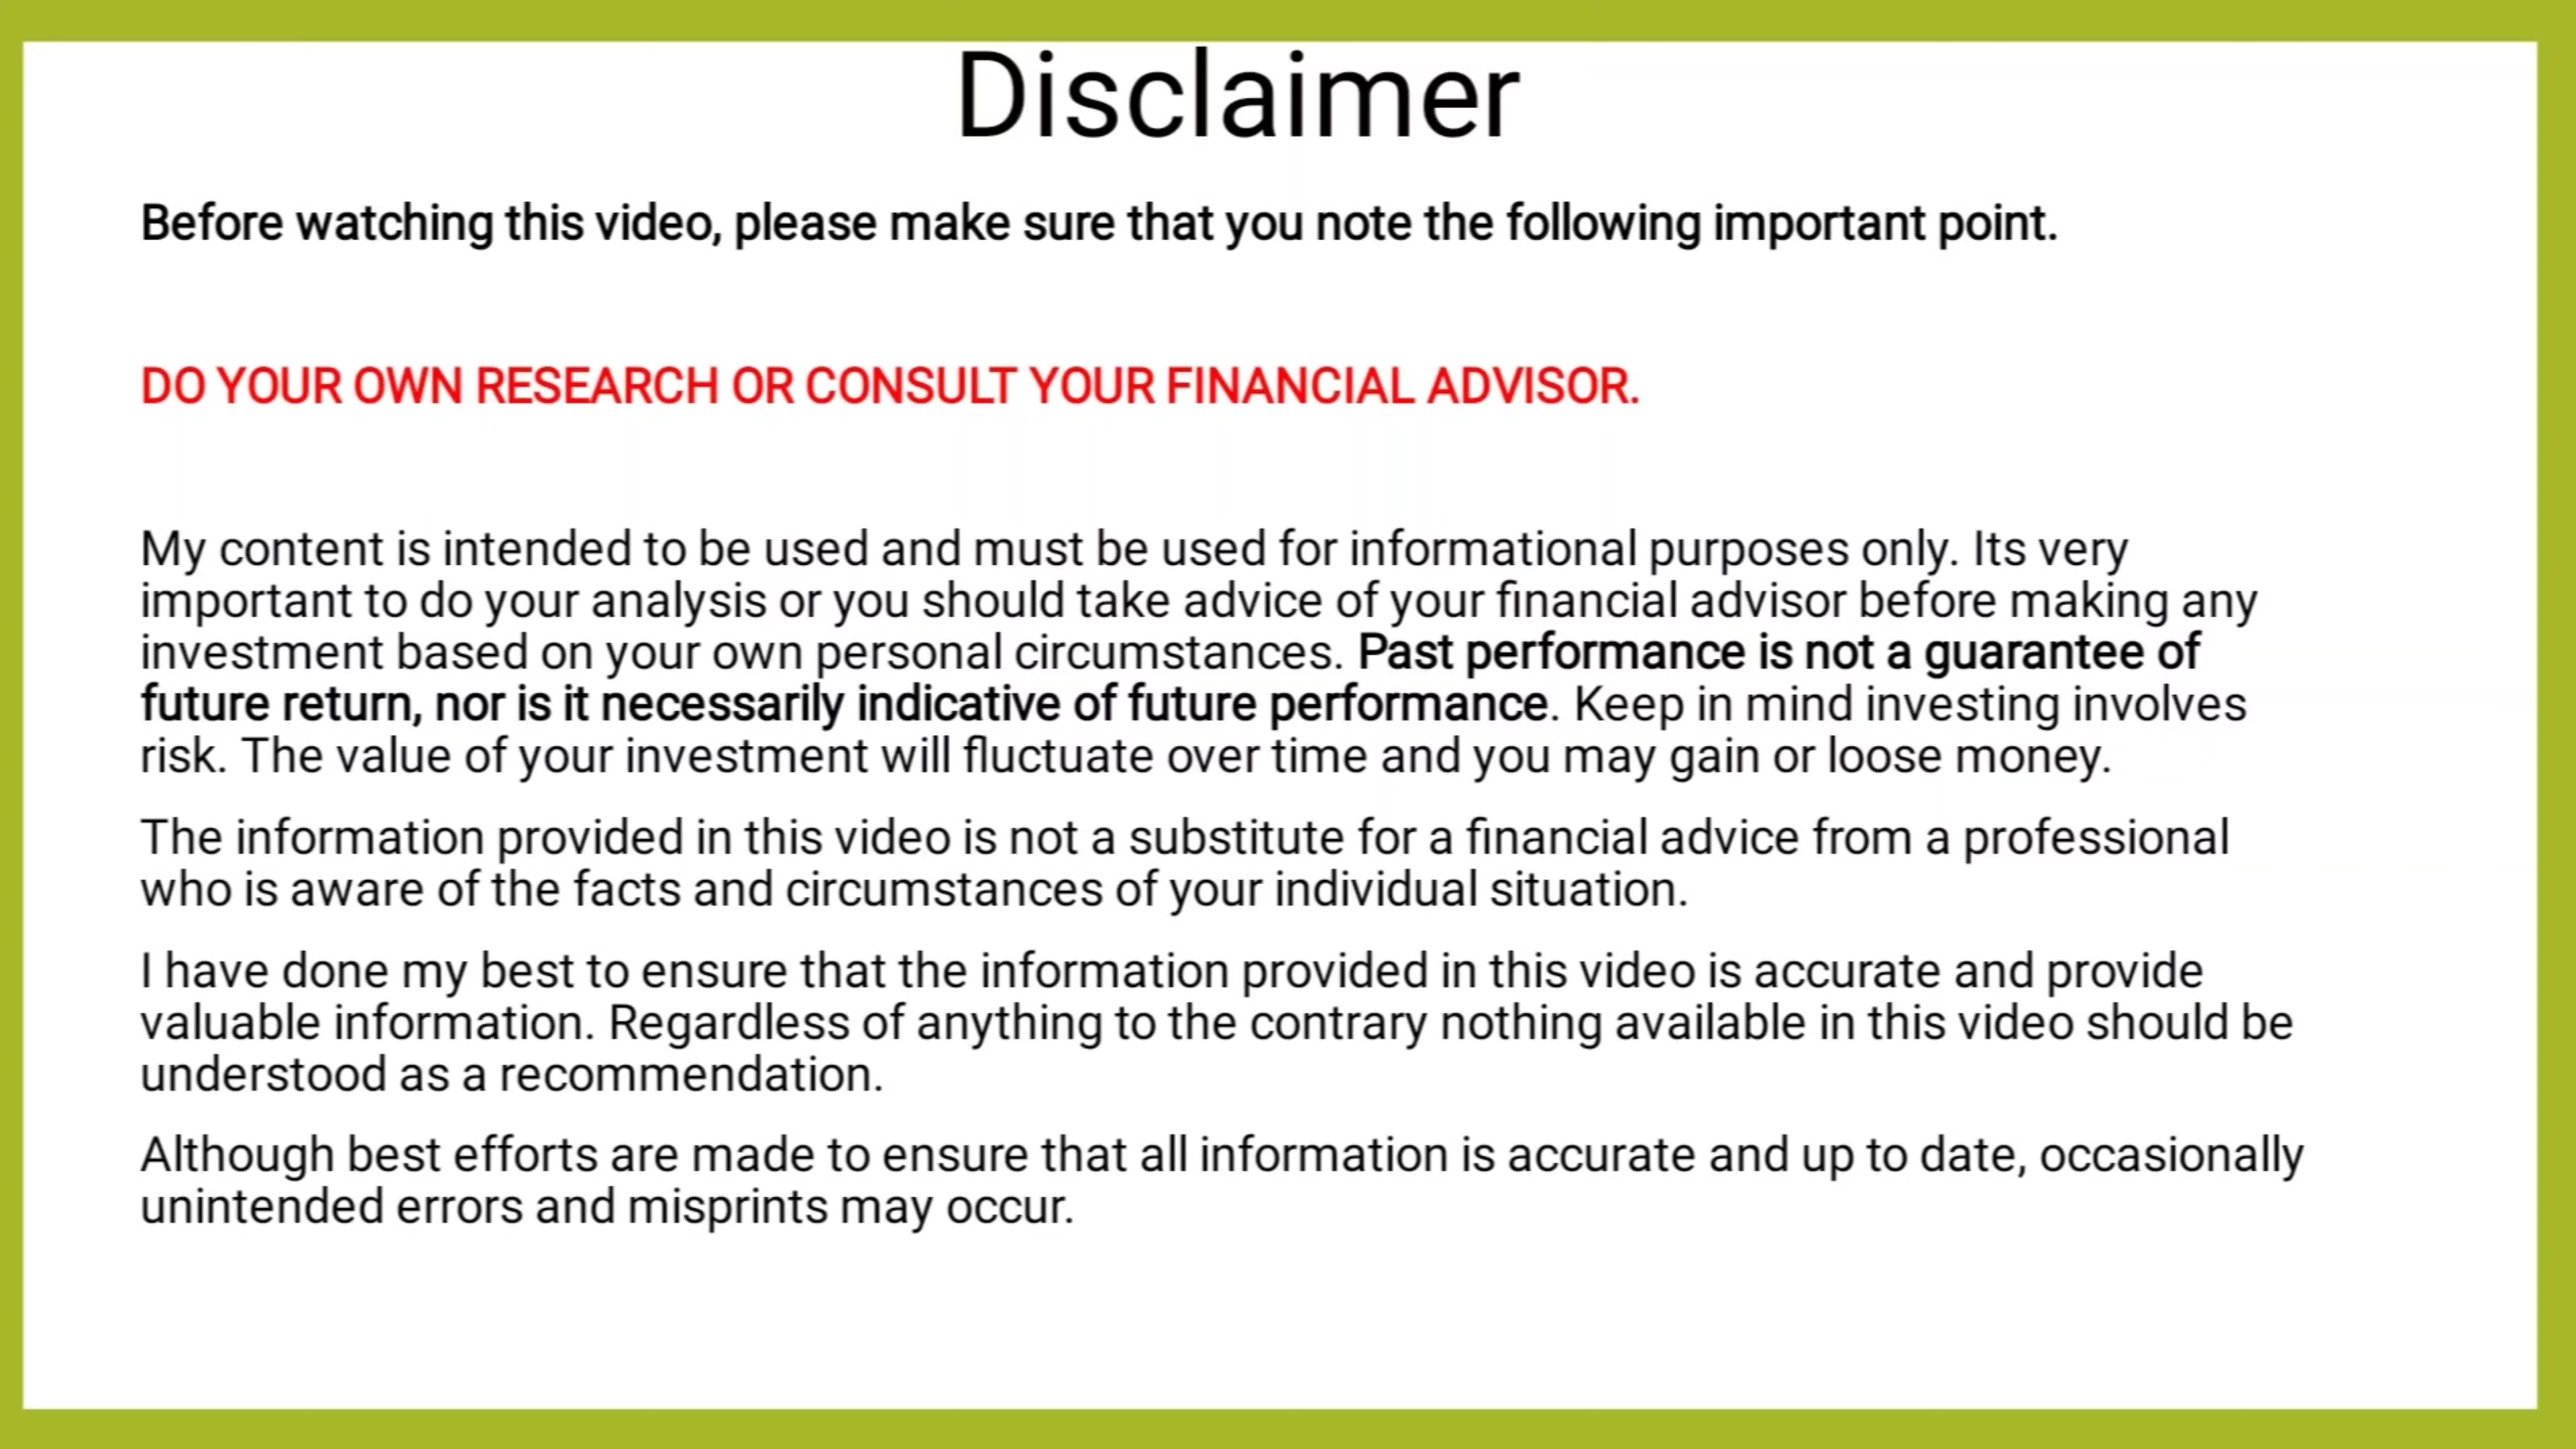 Disclaimer
Before watching this video, please make sure that you note the following important point.
DO YOUR OWN RESEARCH OR CONSULT YOUR FINANCIAL ADVISOR.
My content is intended to be used and must be used for informational purposes only. Its very
important to do your analysis or you should take advice of your financial advisor before making any
investment based on your own personal circumstances. Past performance is not a guarantee of
future return, nor is it necessarily indicative of future performance. Keep in mind investing involves
risk. The value of your investment will fluctuate over time and you may gain or loose money.
The information provided in this video is not a substitute for a financial advice from a professional
who is aware of the facts and circumstances of your individual situation.
I have done my best to ensure that the information provided in this video is accurate and provide
valuable information. Regardless of anything to the contrary nothing available in this video should be
understood as a recommendation.
Although best efforts are made to ensure that all information is accurate and up to date, occasionally
unintended errors and misprints may occur.